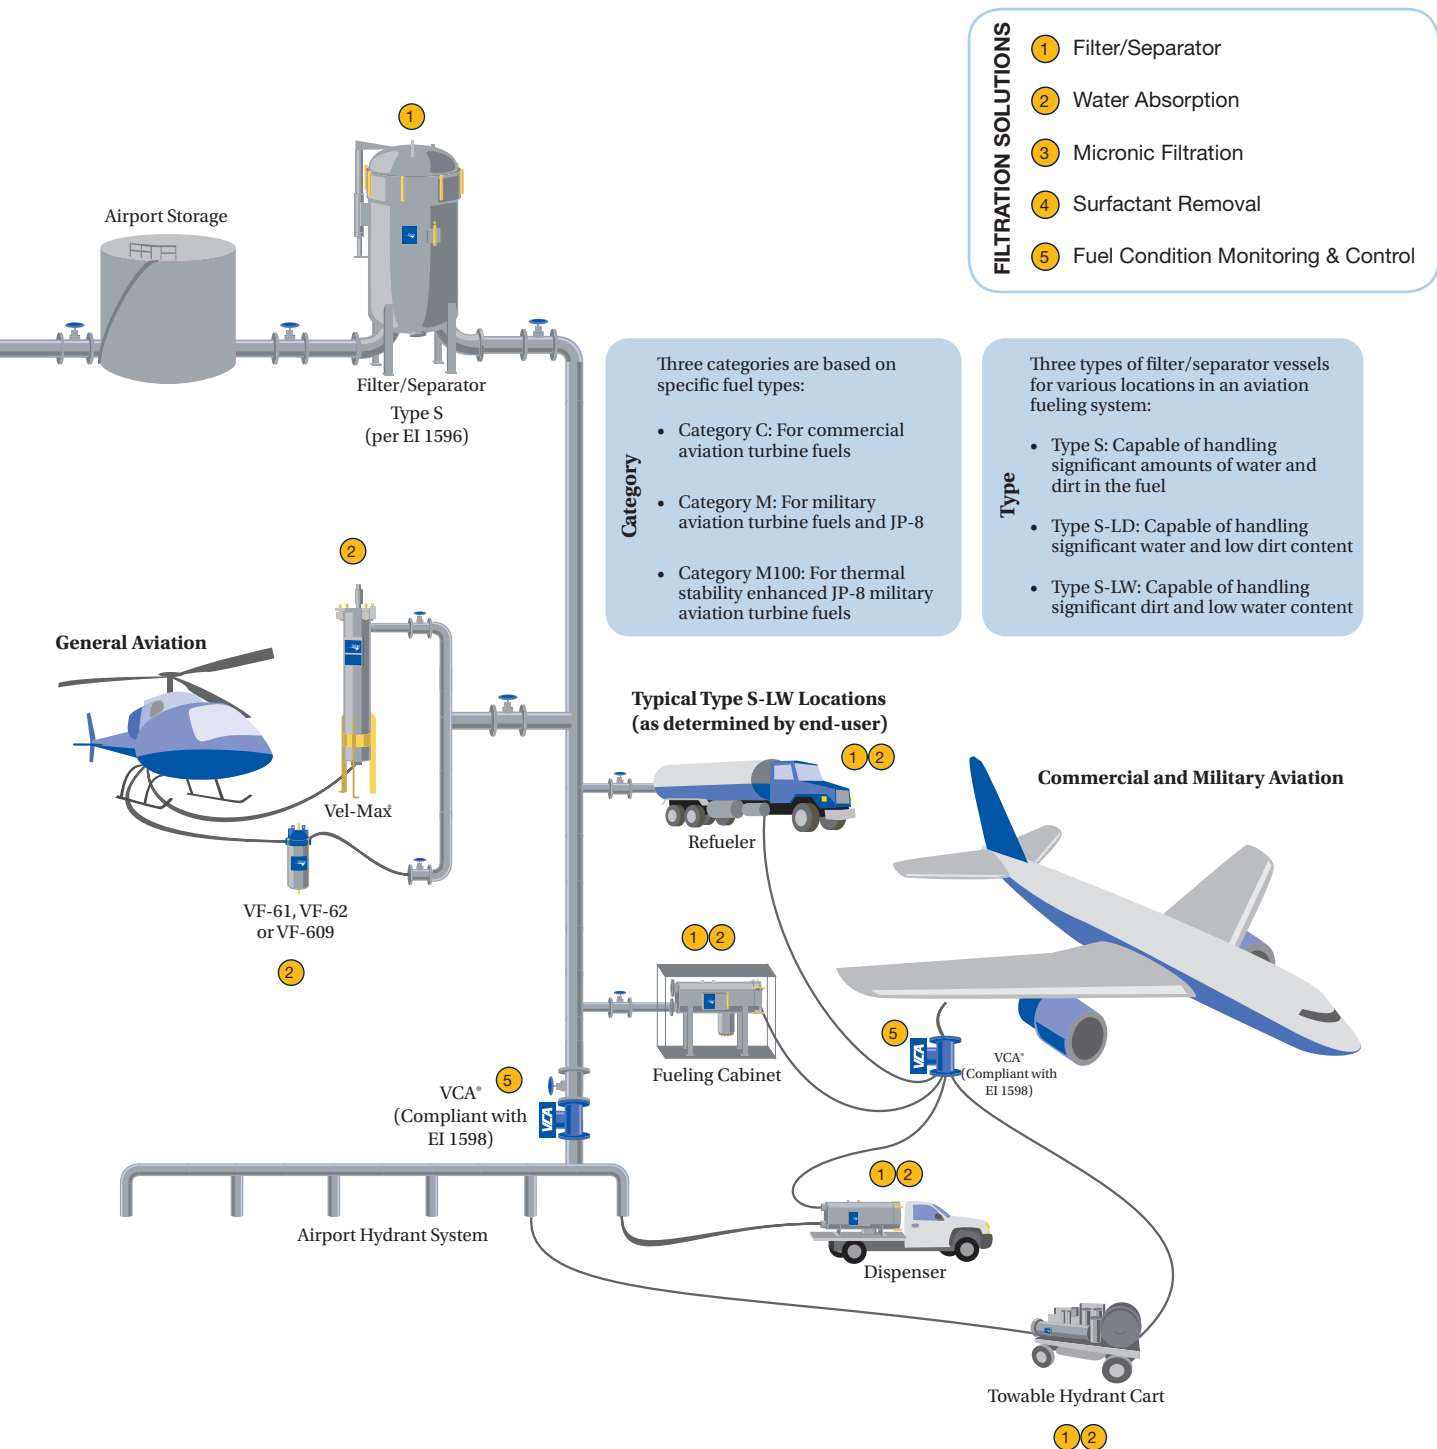 FILTRATION SOLUTIONS
1 Filter/Separator
2 Water Absorption
3 Micronic Filtration
4 Surfactant Removal
5 Fuel Condition Monitoring & Control
1
Airport Storage
Filter/Separator
Type S
(per EI 1596)
Category
Three categories are based on
specific fuel types:
• Category C: For commercial
aviation turbine fuels
• Category M: For military
aviation turbine fuels and JP-8
• Category M100: For thermal
stability enhanced JP-8 military
aviation turbine fuels
Type
Three types of filter/separator vessels
for various locations in an aviation
fueling system:
• Type S: Capable of handling
significant amounts of water and
dirt in the fuel
• Type S-LD: Capable of handling
significant water and low dirt content
• Type S-LW: Capable of handling
significant dirt and low water content
2
General Aviation
Vel-Max®
VF-61, VF-62
or VF-609
2
Typical Type S-LW Locations
(as determined by end-user)
1 2
Refueler
Commercial and Military Aviation
1 2
Fueling Cabinet
5
VCA
VCA®
(Compliant with
EI 1598)
5
VCA®
(Compliant with
EI 1598)
VCA
Airport Hydrant System
1 2
Dispenser
Towable Hydrant Cart
1 2